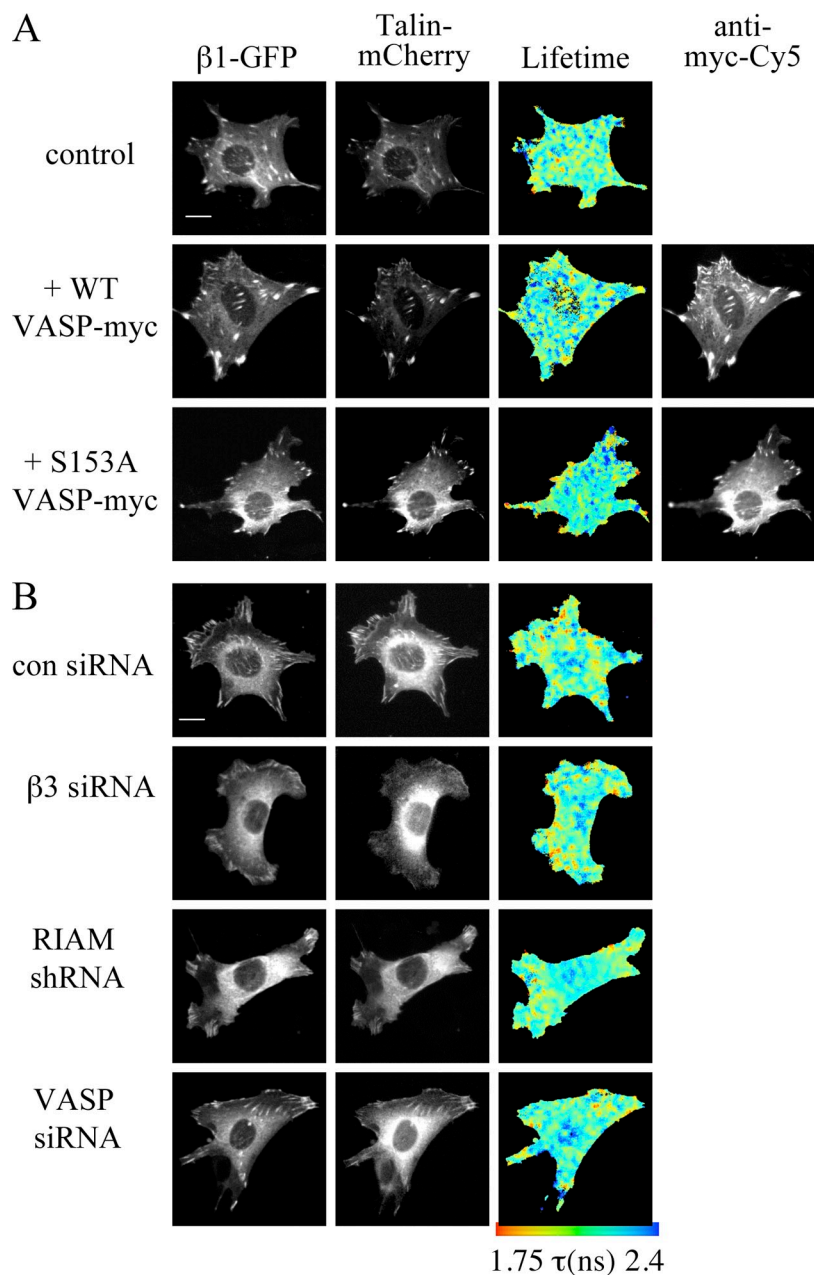 A
β1-GFP
Talin-
mCherry
Lifetime
anti-
myc-Cy5
control
+ WT
VASP-myc
+ S153A
VASP-myc
B
con siRNA
β3 siRNA
RIAM
shRNA
VASP
siRNA
1.75 τ(ns) 2.4